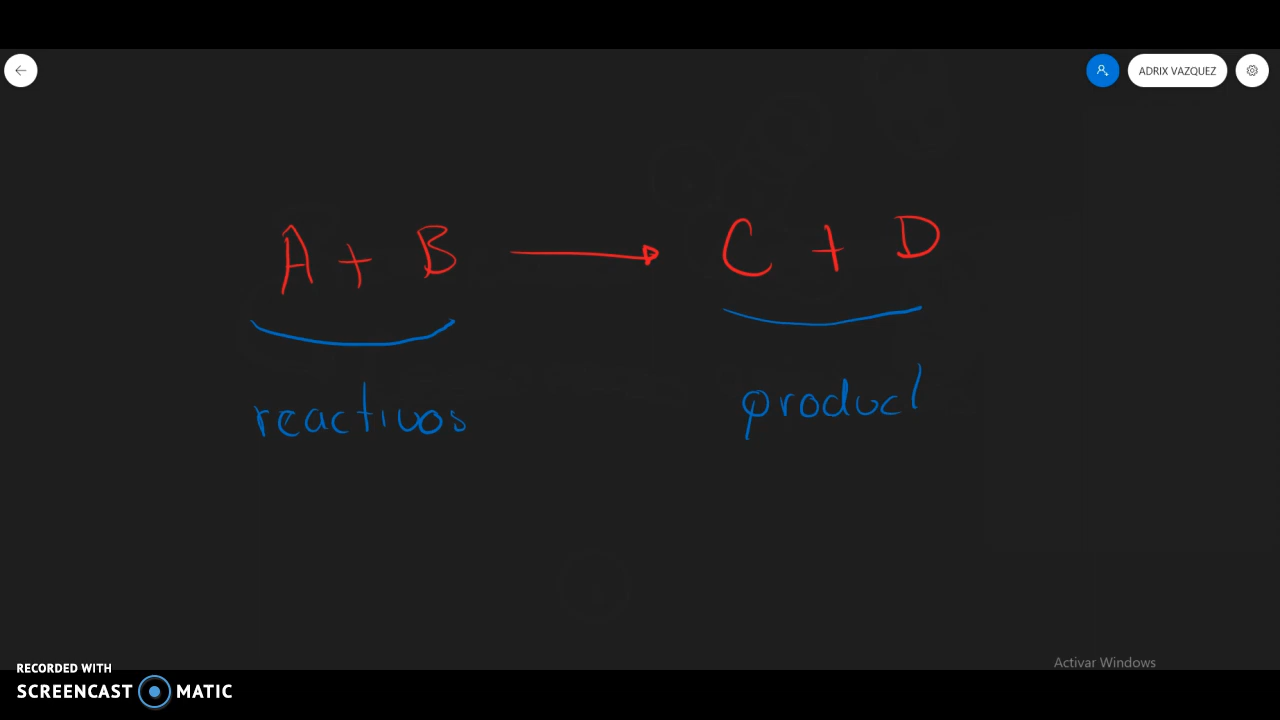 ADRIX VAZQUEZ
A + B → C + D
reactivos product
Activar Windows
RECORDED WITH
SCREENCAST MATIC